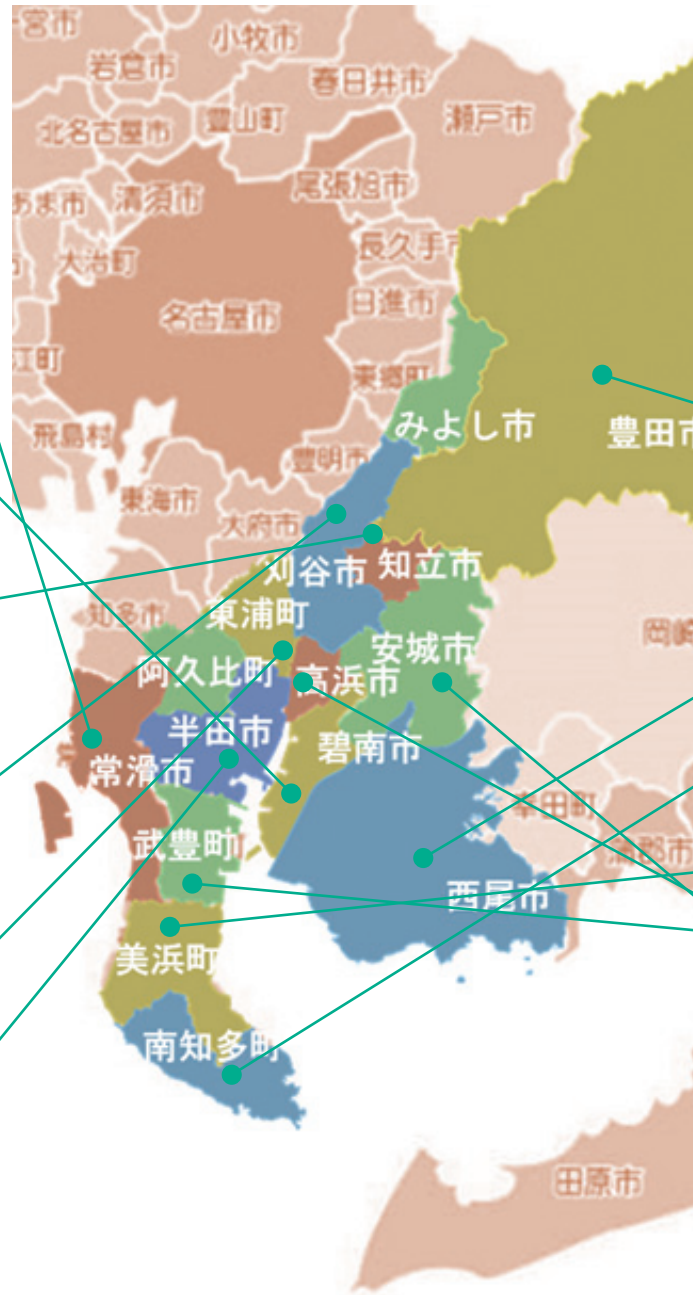 一宮市
小牧市
岩倉市
春日井市
北名古屋市
豊山町
瀬戸市
尾張旭市
あま市
清須市
長久手市
大治町
日進市
名古屋市
江町
東郷町
みよし市
豊田市
飛島村
豊明市
東海市
大府市
刈谷市
知立市
知多市
東浦町
岡崎
安城市
阿久比町
高浜市
半田市
碧南市
常滑市
幸田町
武豊町
蒲郡市
西尾市
美浜町
南知多町
田原市